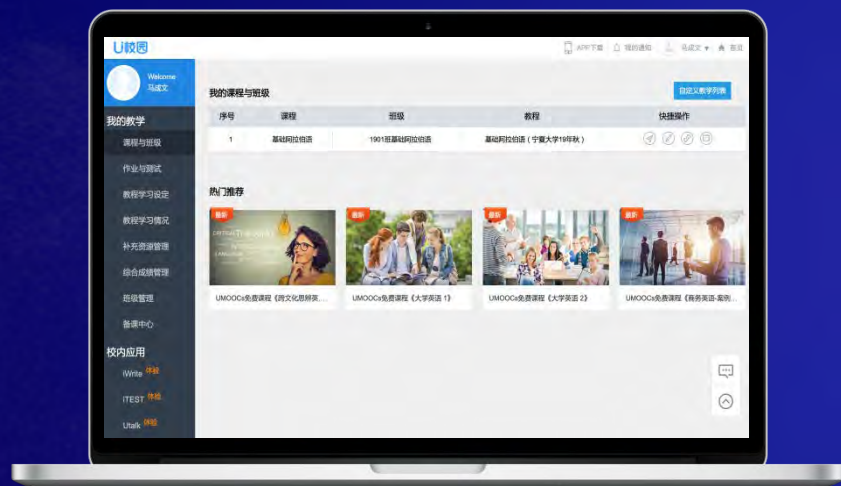 U校园
APP下载 我的通知 马成文 首页
Welcome
马成文
我的教学
课程与班级
作业与测试
教程学习设定
教程学习情况
补充资源管理
综合成绩管理
班级管理
备课中心
校内应用
iWrite 体验
iTEST 体验
Utalk 体验
我的课程与班级
自定义教学列表
序号 课程 班级 教程 快捷操作
1 基础阿拉伯语 1901班基础阿拉伯语 基础阿拉伯语（宁夏大学19年秋）
热门推荐
最新 最新 最新 最新
UMOOCs免费课程《跨文化思辨英... UMOOCs免费课程《大学英语 1》 UMOOCs免费课程《大学英语 2》 UMOOCs免费课程《商务英语-案例...